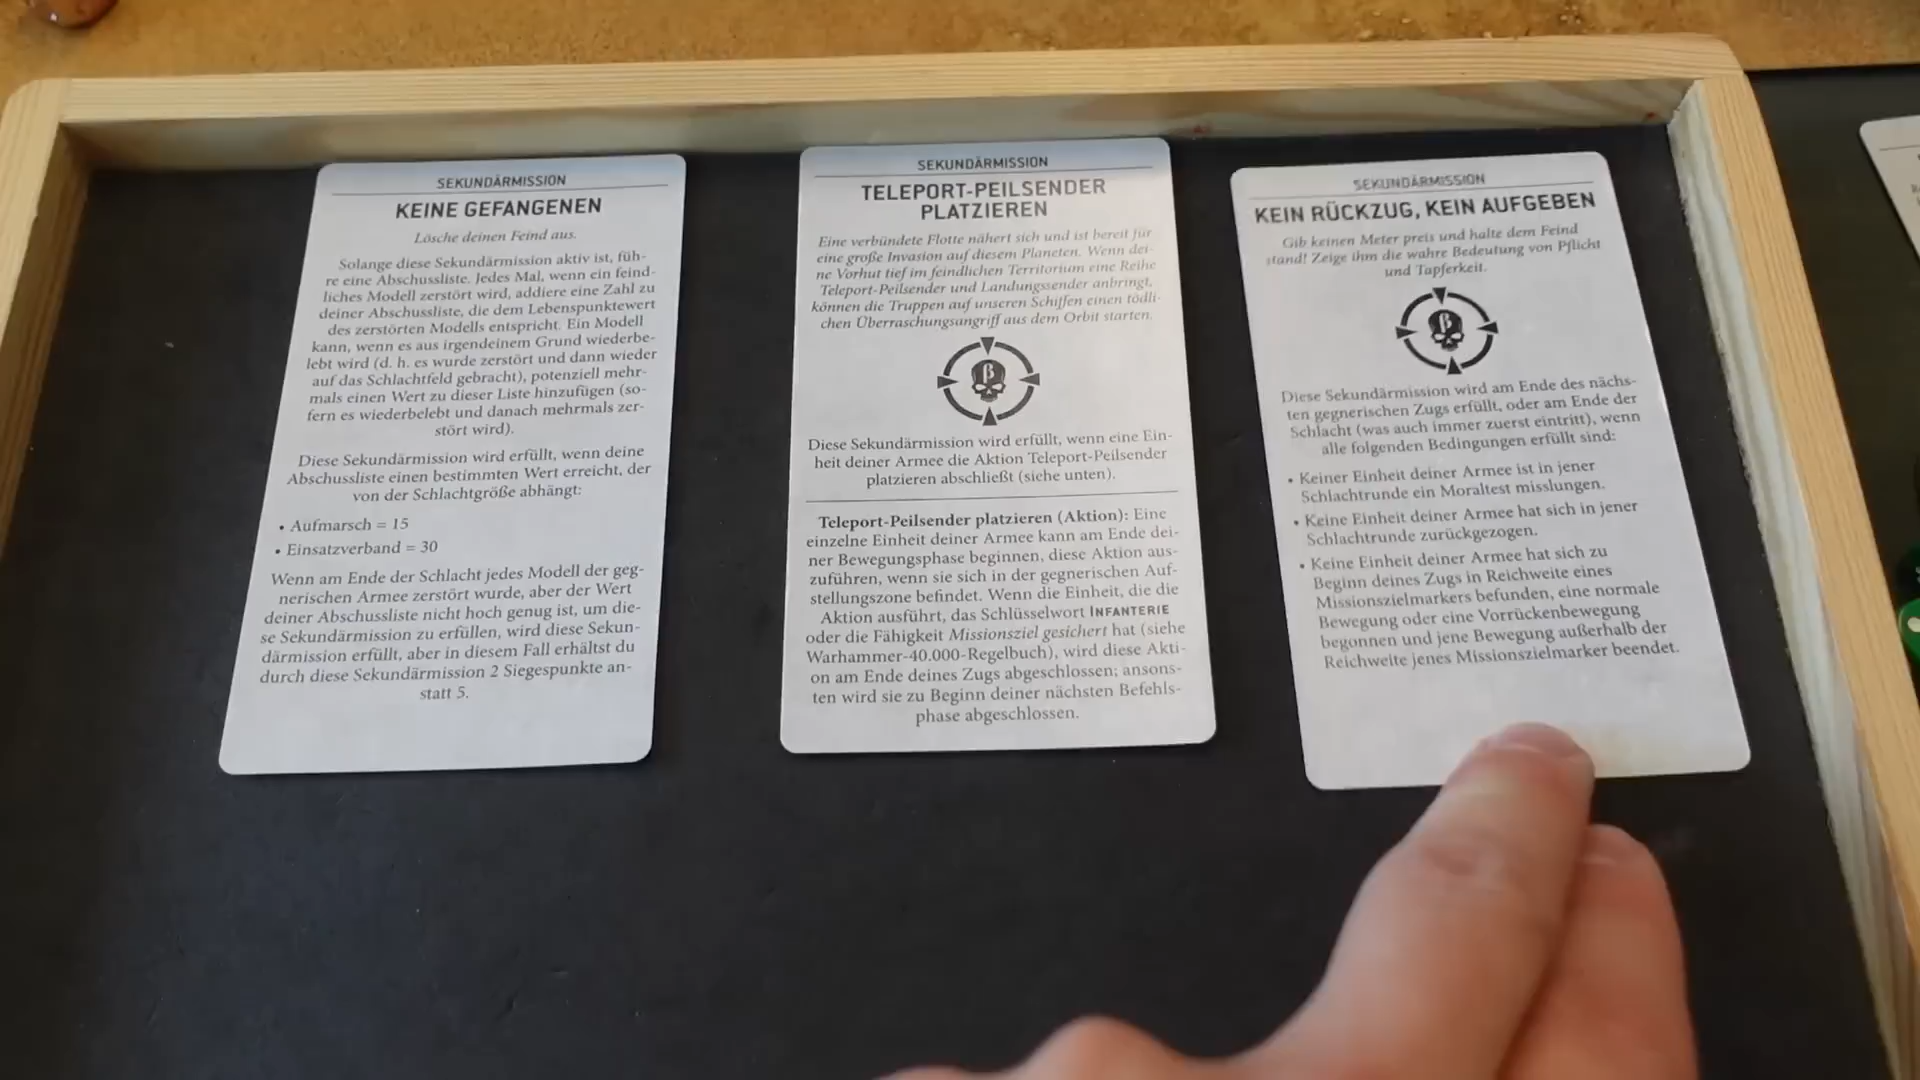 SEKUNDÄRMISSION
KEINE GEFANGENEN
Lösche deinen Feind aus.
Solange diese Sekundärmission aktiv ist, füh-
re eine Abschussliste. Jedes Mal, wenn ein feind-
liches Modell zerstört wird, addiere eine Zahl zu
deiner Abschussliste, die dem Lebenspunktewert
des zerstörten Modells entspricht. Ein Modell
kann, wenn es aus irgendeinem Grund wiederbe-
lebt wird (d. h. es wurde zerstört und dann wieder
auf das Schlachtfeld gebracht), potenziell mehr-
mals einen Wert zu dieser Liste hinzufügen (so-
fern es wiederbelebt und danach mehrmals zer-
stört wird).
Diese Sekundärmission wird erfüllt, wenn deine
Abschussliste einen bestimmten Wert erreicht, der
von der Schlachtgröße abhängt:
• Aufmarsch = 15
• Einsatzverband = 30
Wenn am Ende der Schlacht jedes Modell der geg-
nerischen Armee zerstört wurde, aber der Wert
deiner Abschussliste nicht hoch genug ist, um die-
se Sekundärmission zu erfüllen, wird diese Sekun-
därmission erfüllt, aber in diesem Fall erhältst du
durch diese Sekundärmission 2 Siegespunkte an-
statt 5.
SEKUNDÄRMISSION
TELEPORT-PEILSENDER
PLATZIEREN
Eine verbündete Flotte nähert sich und ist bereit für
eine große Invasion auf diesem Planeten. Wenn dei-
ne Vorhut tief im feindlichen Territorium eine Reihe
Teleport-Peilsender und Landungssender anbringt,
können die Truppen auf unseren Schiffen einen tödli-
chen Überraschungsangriff aus dem Orbit starten.
β
Diese Sekundärmission wird erfüllt, wenn eine Ein-
heit deiner Armee die Aktion Teleport-Peilsender
platzieren abschließt (siehe unten).
Teleport-Peilsender platzieren (Aktion): Eine
einzelne Einheit deiner Armee kann am Ende dei-
ner Bewegungsphase beginnen, diese Aktion aus-
zuführen, wenn sie sich in der gegnerischen Auf-
stellungszone befindet. Wenn die Einheit, die die
Aktion ausführt, das Schlüsselwort INFANTERIE
oder die Fähigkeit Missionsziel gesichert hat (siehe
Warhammer-40.000-Regelbuch), wird diese Akti-
on am Ende deines Zugs abgeschlossen; ansons-
ten wird sie zu Beginn deiner nächsten Befehls-
phase abgeschlossen.
SEKUNDÄRMISSION
KEIN RÜCKZUG, KEIN AUFGEBEN
Gib keinen Meter preis und halte dem Feind
stand! Zeige ihm die wahre Bedeutung von Pflicht
und Tapferkeit.
β
Diese Sekundärmission wird am Ende des nächs-
ten gegnerischen Zugs erfüllt, oder am Ende der
Schlacht (was auch immer zuerst eintritt), wenn
alle folgenden Bedingungen erfüllt sind:
• Keiner Einheit deiner Armee ist in jener
Schlachtrunde ein Moraltest misslungen.
• Keine Einheit deiner Armee hat sich in jener
Schlachtrunde zurückgezogen.
• Keine Einheit deiner Armee hat sich zu
Beginn deines Zugs in Reichweite eines
Missionszielmarkers befunden, eine normale
Bewegung oder eine Vorrückenbewegung
begonnen und jene Bewegung außerhalb der
Reichweite jenes Missionszielmarker beendet.